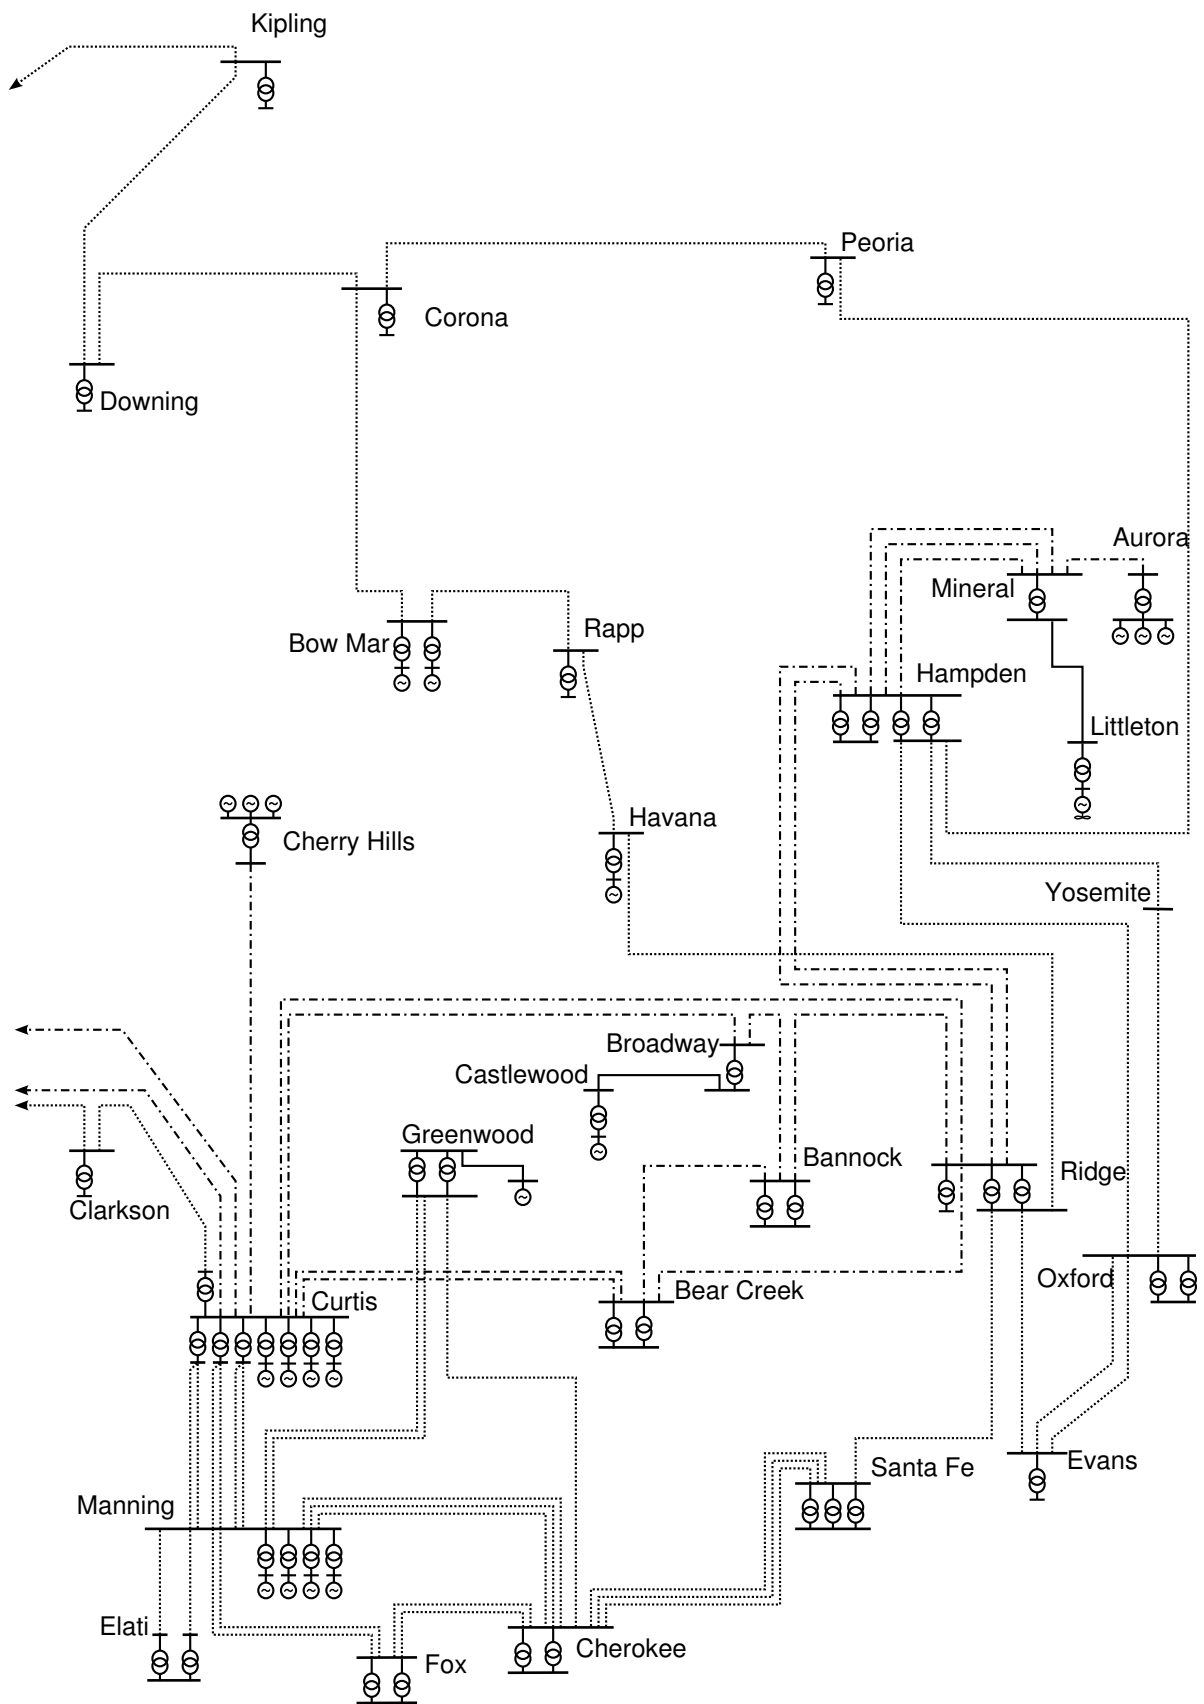 Kipling
Peoria
Corona
Downing
Aurora
Mineral
Rapp
Bow Mar
Hampden
Littleton
Havana
Cherry Hills
Yosemite
Broadway
Castlewood
Greenwood
Bannock
Ridge
Clarkson
Oxford
Bear Creek
Curtis
Evans
Santa Fe
Manning
Elati
Cherokee
Fox